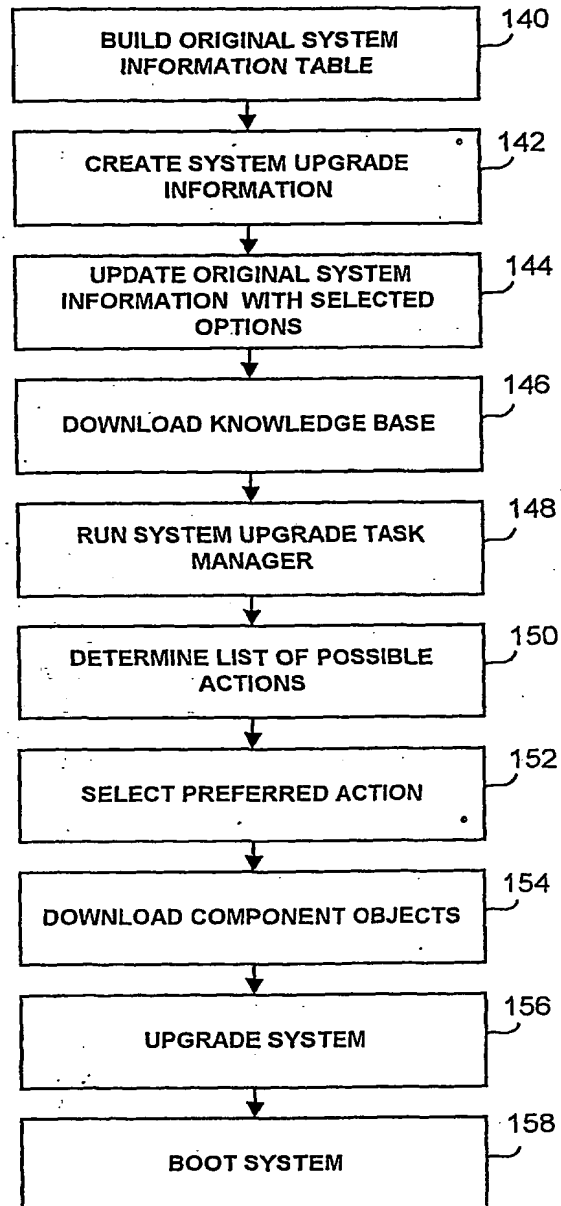 140
BUILD ORIGINAL SYSTEM
INFORMATION TABLE
142
CREATE SYSTEM UPGRADE
INFORMATION
144
UPDATE ORIGINAL SYSTEM
INFORMATION WITH SELECTED
OPTIONS
146
DOWNLOAD KNOWLEDGE BASE
148
RUN SYSTEM UPGRADE TASK
MANAGER
150
DETERMINE LIST OF POSSIBLE
ACTIONS
152
SELECT PREFERRED ACTION
154
DOWNLOAD COMPONENT OBJECTS
156
UPGRADE SYSTEM
158
BOOT SYSTEM